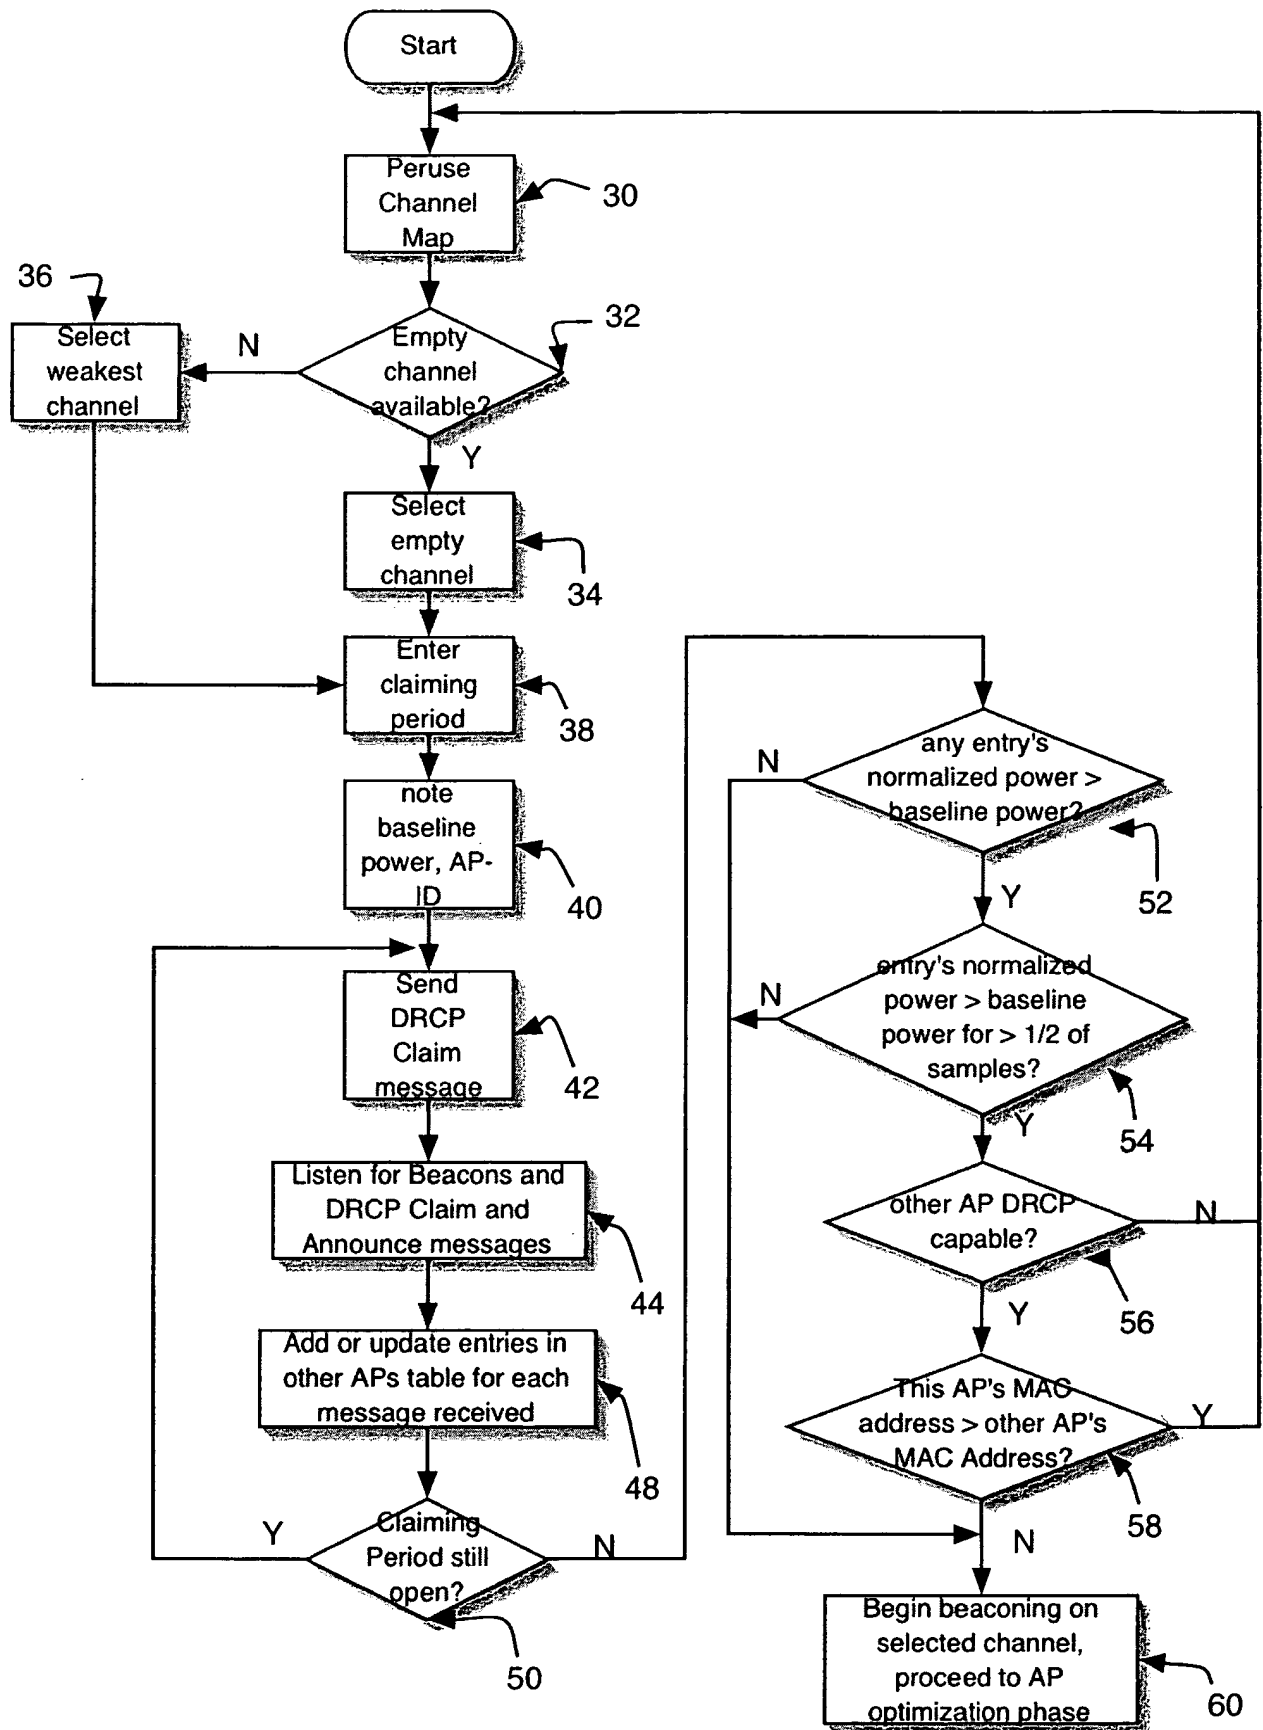 Start
Peruse
Channel
Map
30
36
Select
weakest
channel
N
Empty
channel
available?
32
Y
Select
empty
channel
34
Enter
claiming
period
38
note
baseline
power, AP-
ID
40
Send
DRCP
Claim
message
42
Listen for Beacons and
DRCP Claim and
Announce messages
44
Add or update entries in
other APs table for each
message received
48
Y
Claiming
Period still
open?
N
50
N
any entry's
normalized power >
baseline power?
52
Y
N
entry's normalized
power > baseline
power for > 1/2 of
samples?
54
Y
other AP DRCP
capable?
N
56
Y
This AP's MAC
address > other AP's
MAC Address?
Y
58
N
Begin beaconing on
selected channel,
proceed to AP
optimization phase
60